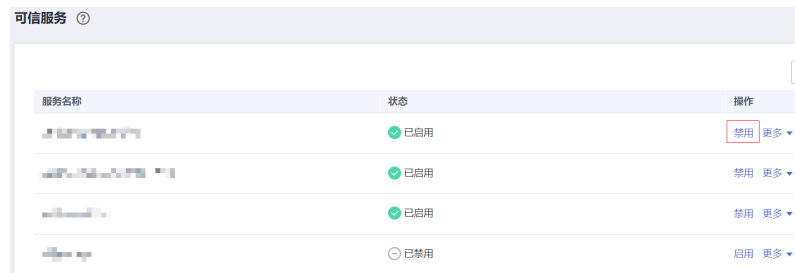 可信服务 ?
服务名称 状态 操作
已启用 禁用 更多
已启用 禁用 更多
已启用 禁用 更多
已禁用 启用 更多